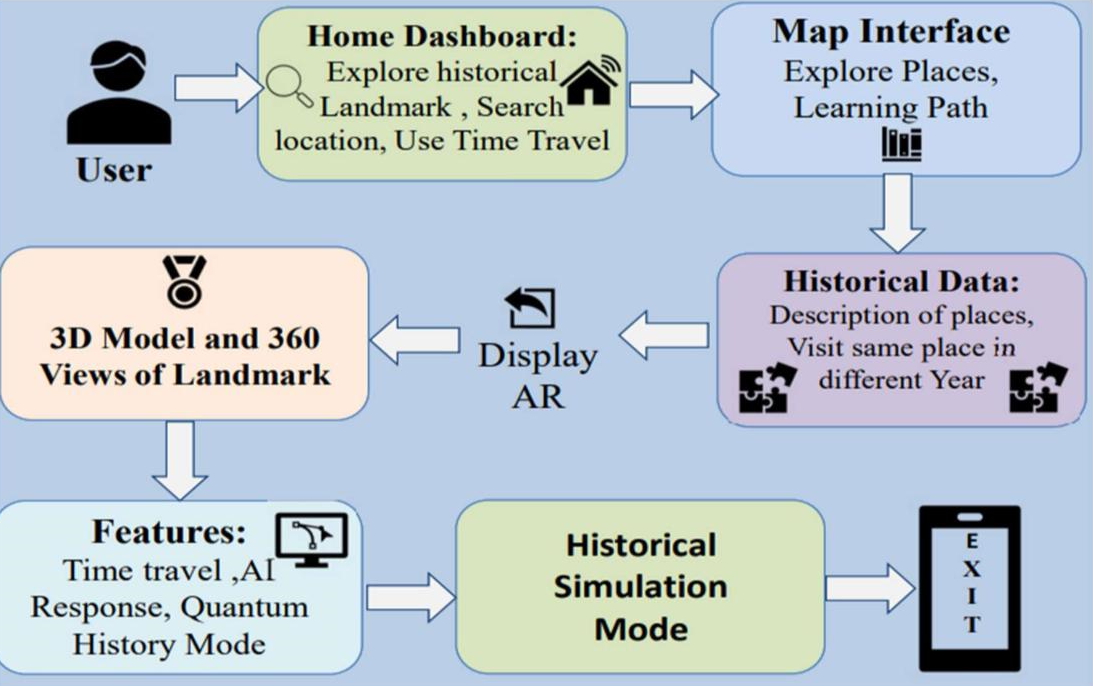 User
Home Dashboard:
Explore historical
Landmark , Search
location, Use Time Travel
Map Interface
Explore Places,
Learning Path
Historical Data:
Description of places,
Visit same place in
different Year
Display
AR
3D Model and 360
Views of Landmark
Features:
Time travel ,AI
Response, Quantum
History Mode
Historical
Simulation
Mode
E
X
I
T